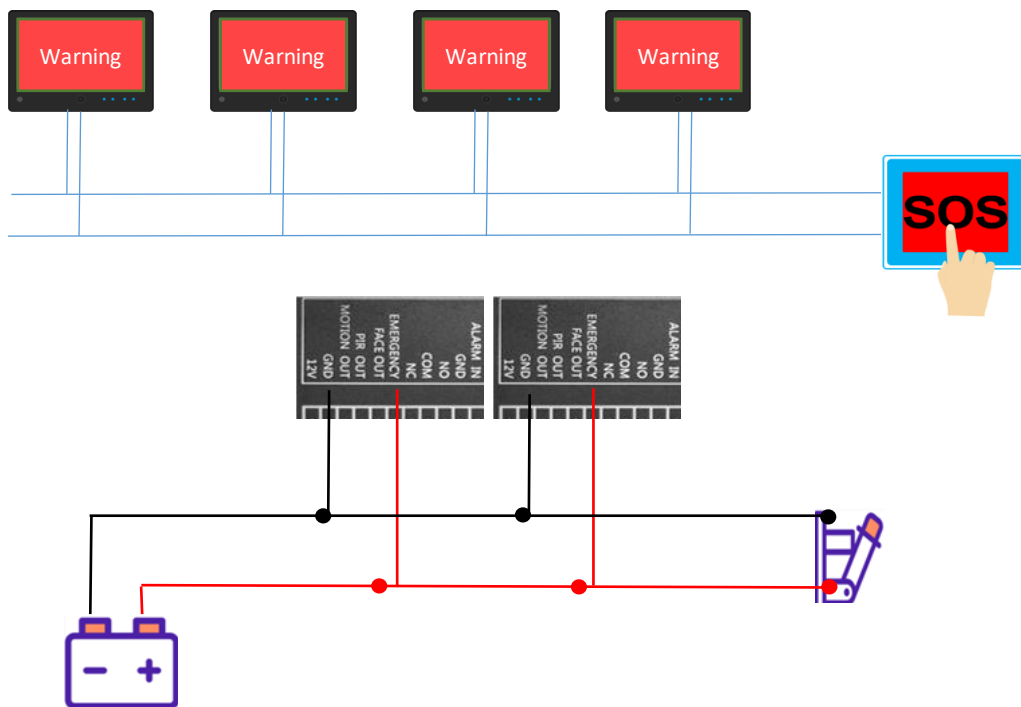 Warning
Warning
Warning
Warning
SOS
12V
GND
MOTION OUT
PIR OUT
FACE OUT
EMERGENCY
NC
COM
NO
GND
ALARM IN
12V
GND
MOTION OUT
PIR OUT
FACE OUT
EMERGENCY
NC
COM
NO
GND
ALARM IN